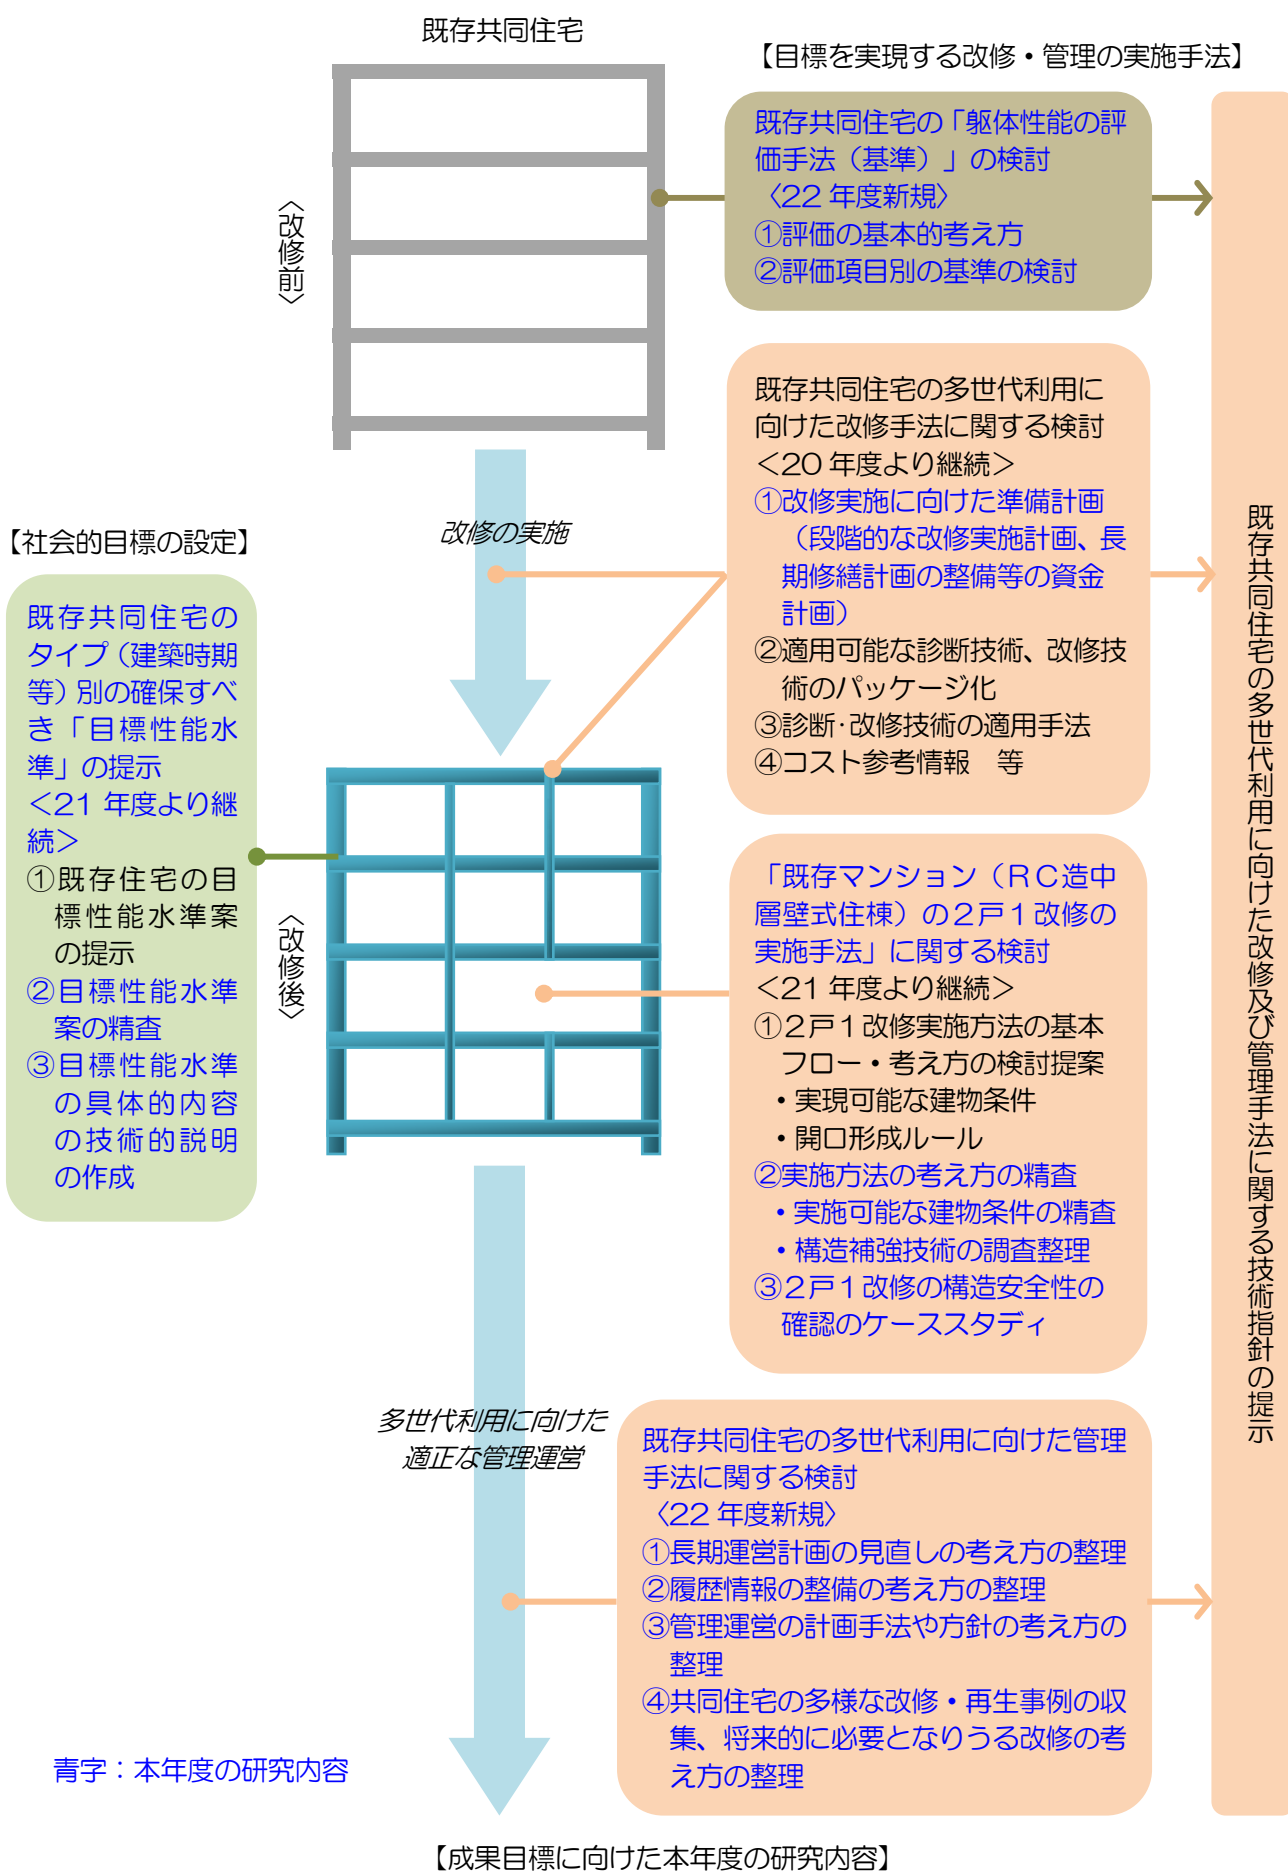 既存共同住宅
【目標を実現する改修・管理の実施手法】
既存共同住宅の「躯体性能の評
価手法（基準）」の検討
〈22 年度新規〉
①評価の基本的考え方
②評価項目別の基準の検討
〈改修前〉
既存共同住宅の多世代利用に
向けた改修手法に関する検討
＜20 年度より継続＞
①改修実施に向けた準備計画
（段階的な改修実施計画、長
期修繕計画の整備等の資金
計画）
②適用可能な診断技術、改修技
術のパッケージ化
③診断･改修技術の適用手法
④コスト参考情報　等
改修の実施
【社会的目標の設定】
既存共同住宅の
タイプ（建築時期
等）別の確保すべ
き「目標性能水
準」の提示
＜21 年度より継
続＞
①既存住宅の目
標性能水準案
の提示
②目標性能水準
案の精査
③目標性能水準
の具体的内容
の技術的説明
の作成
〈改修後〉
「既存マンション（ＲＣ造中
層壁式住棟）の２戸１改修の
実施手法」に関する検討
＜21 年度より継続＞
①２戸１改修実施方法の基本
フロー・考え方の検討提案
・実現可能な建物条件
・開口形成ルール
②実施方法の考え方の精査
・実施可能な建物条件の精査
・構造補強技術の調査整理
③２戸１改修の構造安全性の
確認のケーススタディ
多世代利用に向けた
適正な管理運営
既存共同住宅の多世代利用に向けた管理
手法に関する検討
〈22 年度新規〉
①長期運営計画の見直しの考え方の整理
②履歴情報の整備の考え方の整理
③管理運営の計画手法や方針の考え方の
整理
④共同住宅の多様な改修・再生事例の収
集、将来的に必要となりうる改修の考
え方の整理
既存共同住宅の多世代利用に向けた改修及び管理手法に関する技術指針の提示
青字：本年度の研究内容
【成果目標に向けた本年度の研究内容】